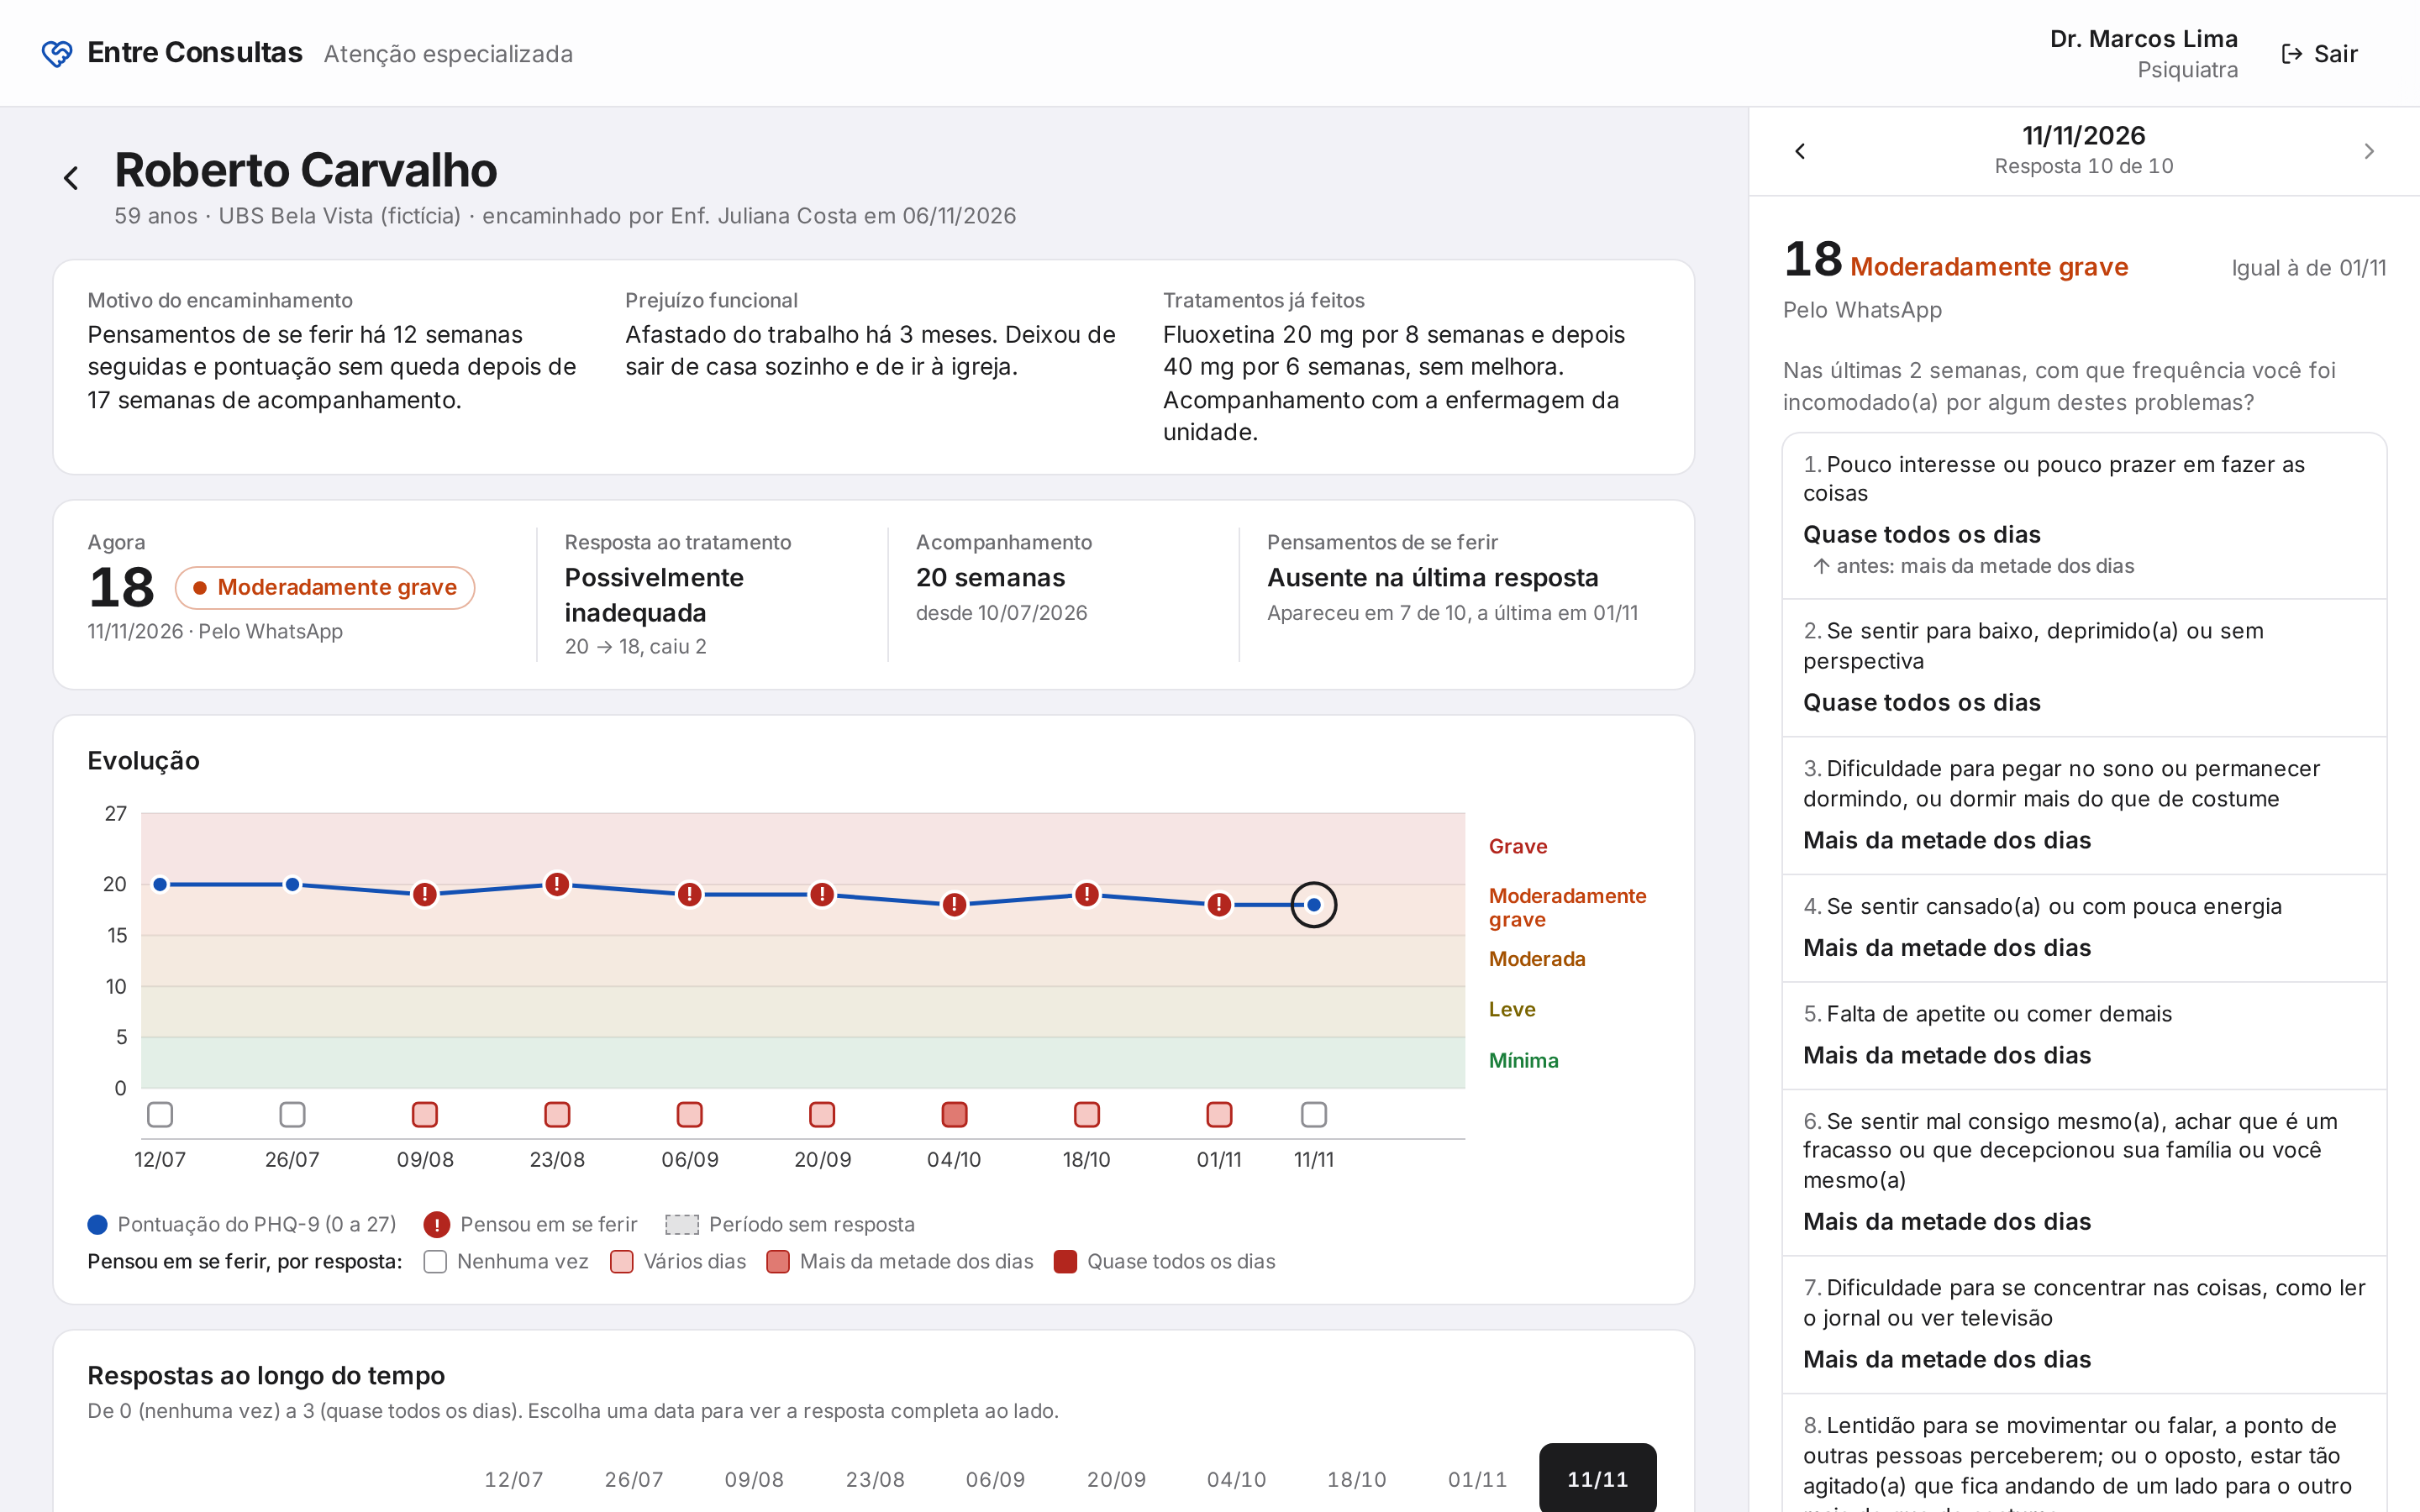 Entre Consultas Atenção especializada
Dr. Marcos Lima
Psiquiatra
Sair
Roberto Carvalho
59 anos · UBS Bela Vista (fictícia) · encaminhado por Enf. Juliana Costa em 06/11/2026
Motivo do encaminhamento
Pensamentos de se ferir há 12 semanas
seguidas e pontuação sem queda depois de
17 semanas de acompanhamento.
Prejuízo funcional
Afastado do trabalho há 3 meses. Deixou de
sair de casa sozinho e de ir à igreja.
Tratamentos já feitos
Fluoxetina 20 mg por 8 semanas e depois
40 mg por 6 semanas, sem melhora.
Acompanhamento com a enfermagem da
unidade.
Agora
18 Moderadamente grave
11/11/2026 · Pelo WhatsApp
Resposta ao tratamento
Possivelmente
inadequada
20 → 18, caiu 2
Acompanhamento
20 semanas
desde 10/07/2026
Pensamentos de se ferir
Ausente na última resposta
Apareceu em 7 de 10, a última em 01/11
Evolução
27
20
15
10
5
0
Grave
Moderadamente
grave
Moderada
Leve
Mínima
12/07 26/07 09/08 23/08 06/09 20/09 04/10 18/10 01/11 11/11
Pontuação do PHQ-9 (0 a 27) ! Pensou em se ferir Período sem resposta
Pensou em se ferir, por resposta: Nenhuma vez Vários dias Mais da metade dos dias Quase todos os dias
Respostas ao longo do tempo
De 0 (nenhuma vez) a 3 (quase todos os dias). Escolha uma data para ver a resposta completa ao lado.
12/07 26/07 09/08 23/08 06/09 20/09 04/10 18/10 01/11 11/11
11/11/2026
Resposta 10 de 10
18 Moderadamente grave Igual à de 01/11
Pelo WhatsApp
Nas últimas 2 semanas, com que frequência você foi
incomodado(a) por algum destes problemas?
1. Pouco interesse ou pouco prazer em fazer as
coisas
Quase todos os dias
↑ antes: mais da metade dos dias
2. Se sentir para baixo, deprimido(a) ou sem
perspectiva
Quase todos os dias
3. Dificuldade para pegar no sono ou permanecer
dormindo, ou dormir mais do que de costume
Mais da metade dos dias
4. Se sentir cansado(a) ou com pouca energia
Mais da metade dos dias
5. Falta de apetite ou comer demais
Mais da metade dos dias
6. Se sentir mal consigo mesmo(a), achar que é um
fracasso ou que decepcionou sua família ou você
mesmo(a)
Mais da metade dos dias
7. Dificuldade para se concentrar nas coisas, como ler
o jornal ou ver televisão
Mais da metade dos dias
8. Lentidão para se movimentar ou falar, a ponto de
outras pessoas perceberem; ou o oposto, estar tão
agitado(a) que fica andando de um lado para o outro